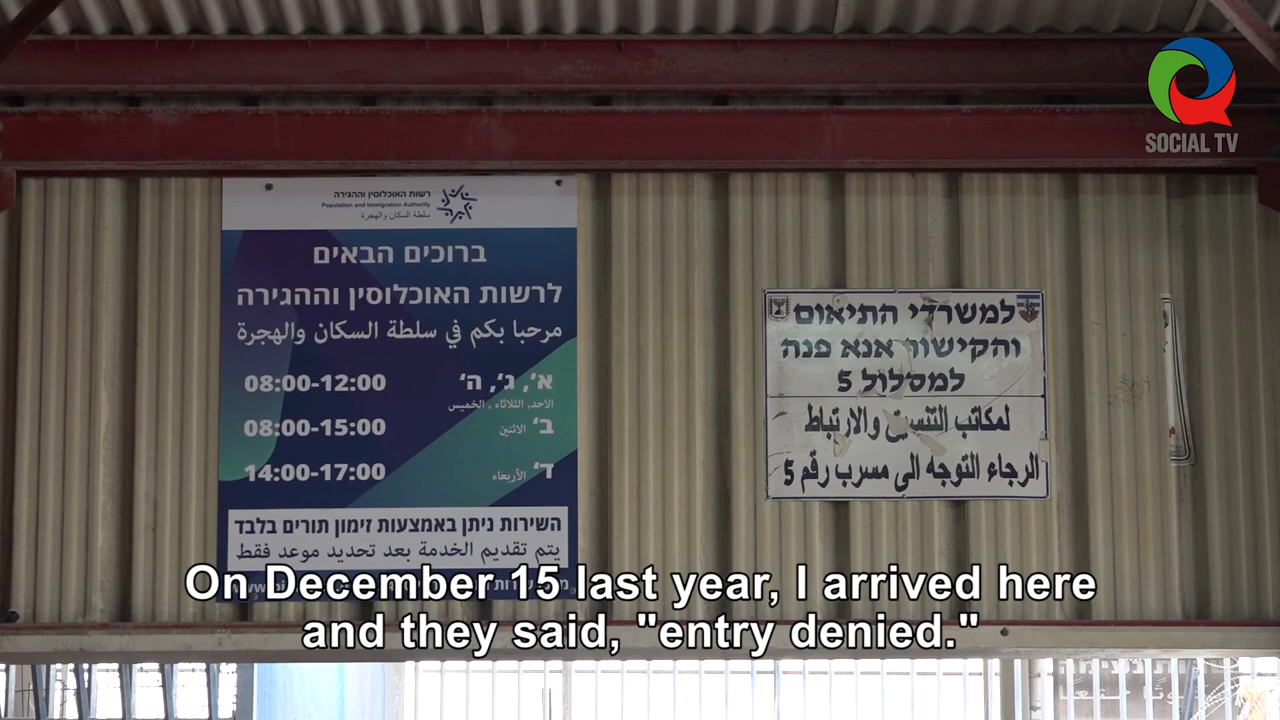 SOCIAL TV
רשות האוכלוסין וההגירה
Population and Immigration Authority
سلطة السكان والهجرة
ברוכים הבאים
לרשות האוכלוסין וההגירה
مرحبا بكم في سلطة السكان والهجرة
א', ג', ה' 08:00-12:00
الاحد, الثلاثاء , الخميس
ב' الاثنين 08:00-15:00
ד' الأربعاء 14:00-17:00
השירות ניתן באמצעות זימון תורים בלבד
يتم تقديم الخدمة بعد تحديد موعد فقط
למשרדי התיאום
והקישור אנא פנה
למסלול 5
لمكاتب التنسيق والارتباط
الرجاء التوجه الى مسرب رقم 5
On December 15 last year, I arrived here
and they said, "entry denied."